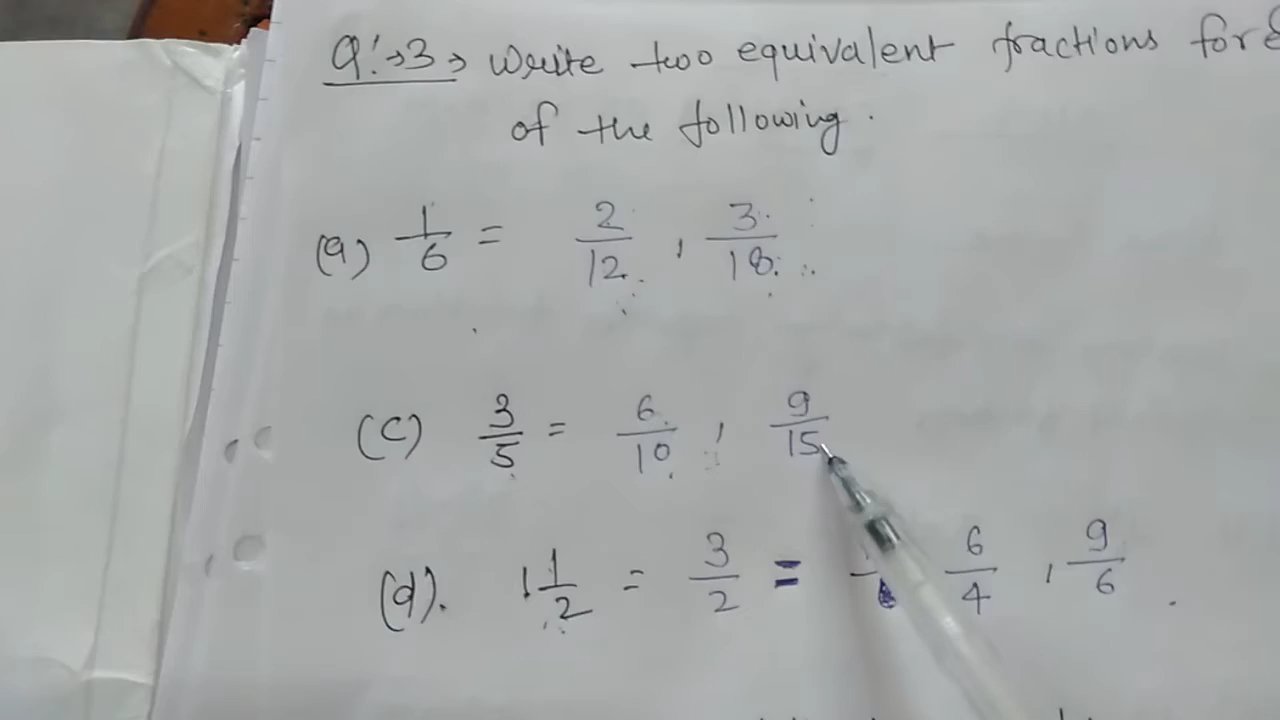 Q:→3→ Write two equivalent fractions for
of the following.
(a) 1/6 = 2/12 , 3/18
(c) 3/5 = 6/10 , 9/15
(d). 1 1/2 = 3/2 = 6/4 , 9/6